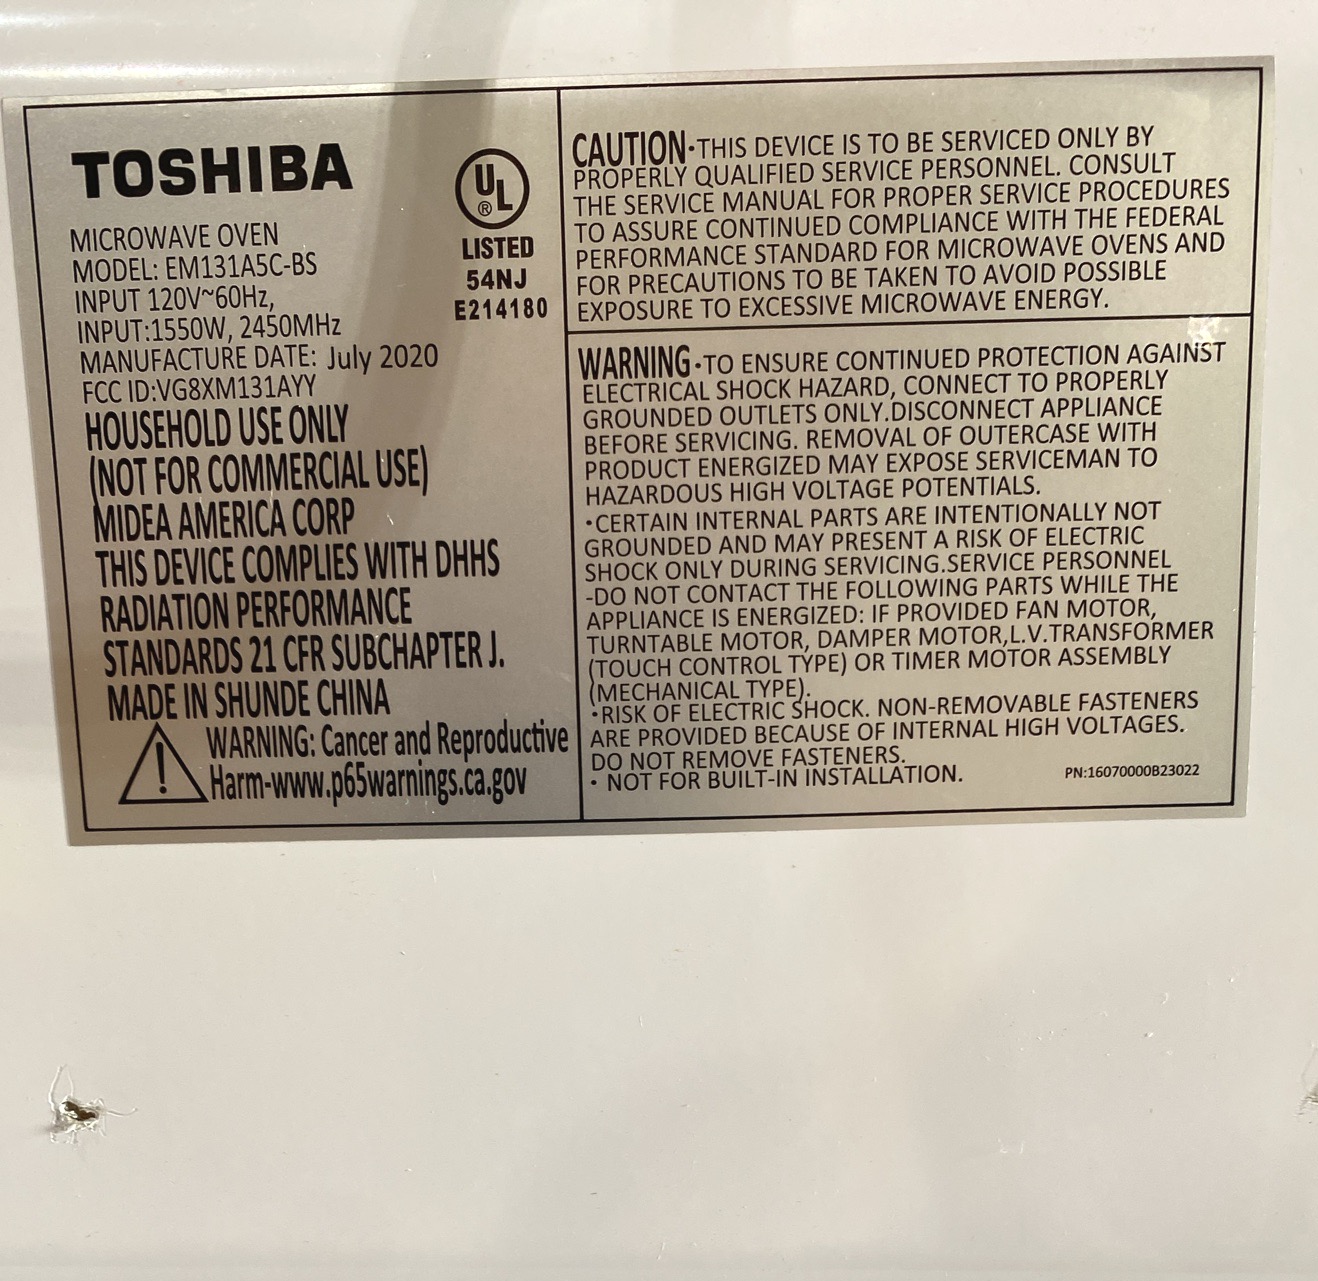 TOSHIBA
MICROWAVE OVEN
MODEL: EM131A5C-BS
INPUT 120V~60Hz,
INPUT:1550W, 2450MHz
MANUFACTURE DATE: July 2020
FCC ID:VG8XM131AYY
HOUSEHOLD USE ONLY
(NOT FOR COMMERCIAL USE)
MIDEA AMERICA CORP
THIS DEVICE COMPLIES WITH DHHS
RADIATION PERFORMANCE
STANDARDS 21 CFR SUBCHAPTER J.
MADE IN SHUNDE CHINA
WARNING: Cancer and Reproductive
Harm-www.p65warnings.ca.gov
UL
®
LISTED
54NJ
E214180
CAUTION·THIS DEVICE IS TO BE SERVICED ONLY BY
PROPERLY QUALIFIED SERVICE PERSONNEL. CONSULT
THE SERVICE MANUAL FOR PROPER SERVICE PROCEDURES
TO ASSURE CONTINUED COMPLIANCE WITH THE FEDERAL
PERFORMANCE STANDARD FOR MICROWAVE OVENS AND
FOR PRECAUTIONS TO BE TAKEN TO AVOID POSSIBLE
EXPOSURE TO EXCESSIVE MICROWAVE ENERGY.
WARNING·TO ENSURE CONTINUED PROTECTION AGAINST
ELECTRICAL SHOCK HAZARD, CONNECT TO PROPERLY
GROUNDED OUTLETS ONLY.DISCONNECT APPLIANCE
BEFORE SERVICING. REMOVAL OF OUTERCASE WITH
PRODUCT ENERGIZED MAY EXPOSE SERVICEMAN TO
HAZARDOUS HIGH VOLTAGE POTENTIALS.
·CERTAIN INTERNAL PARTS ARE INTENTIONALLY NOT
GROUNDED AND MAY PRESENT A RISK OF ELECTRIC
SHOCK ONLY DURING SERVICING.SERVICE PERSONNEL
-DO NOT CONTACT THE FOLLOWING PARTS WHILE THE
APPLIANCE IS ENERGIZED: IF PROVIDED FAN MOTOR,
TURNTABLE MOTOR, DAMPER MOTOR,L.V.TRANSFORMER
(TOUCH CONTROL TYPE) OR TIMER MOTOR ASSEMBLY
(MECHANICAL TYPE).
·RISK OF ELECTRIC SHOCK. NON-REMOVABLE FASTENERS
ARE PROVIDED BECAUSE OF INTERNAL HIGH VOLTAGES.
DO NOT REMOVE FASTENERS.
· NOT FOR BUILT-IN INSTALLATION.
PN:16070000B23022